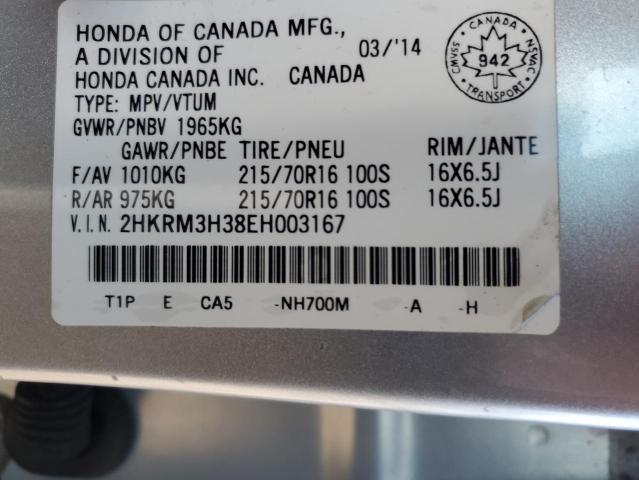 HONDA OF CANADA MFG.,
A DIVISION OF 03/'14
HONDA CANADA INC. CANADA
TYPE: MPV/VTUM
GVWR/PNBV 1965KG
GAWR/PNBE TIRE/PNEU RIM/JANTE
F/AV 1010KG 215/70R16 100S 16X6.5J
R/AR 975KG 215/70R16 100S 16X6.5J
V.I.N. 2HKRM3H38EH003167
T1P E CA5 -NH700M -A -H
CANADA
CMVSS 942 NSVAC
TRANSPORT